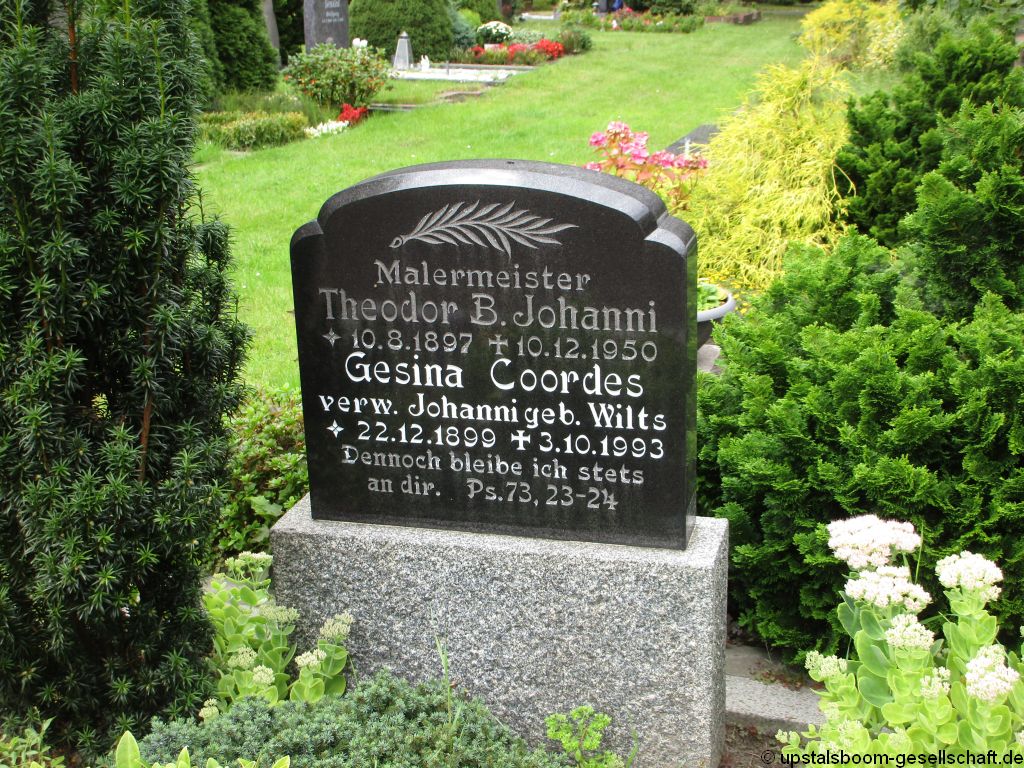 Malermeister
Theodor B. Johanni
✧ 10.8.1897 ✝ 10.12.1950
Gesina Coordes
verw. Johanni geb. Wilts
✧ 22.12.1899 ✝ 3.10.1993
Dennoch bleibe ich stets
an dir. Ps. 73, 23-24
© upstalsboom-gesellschaft.de